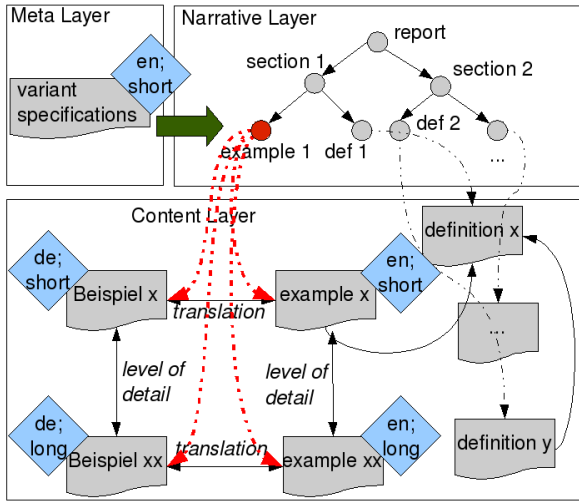 Meta Layer
en;
short
variant
specifications
Narrative Layer
report
section 1
section 2
example 1
def 1
def 2
...
Content Layer
de;
short
Beispiel x
translation
en;
short
example x
definition x
...
level of
detail
level of
detail
de;
long
Beispiel xx
translation
en;
long
example xx
definition y